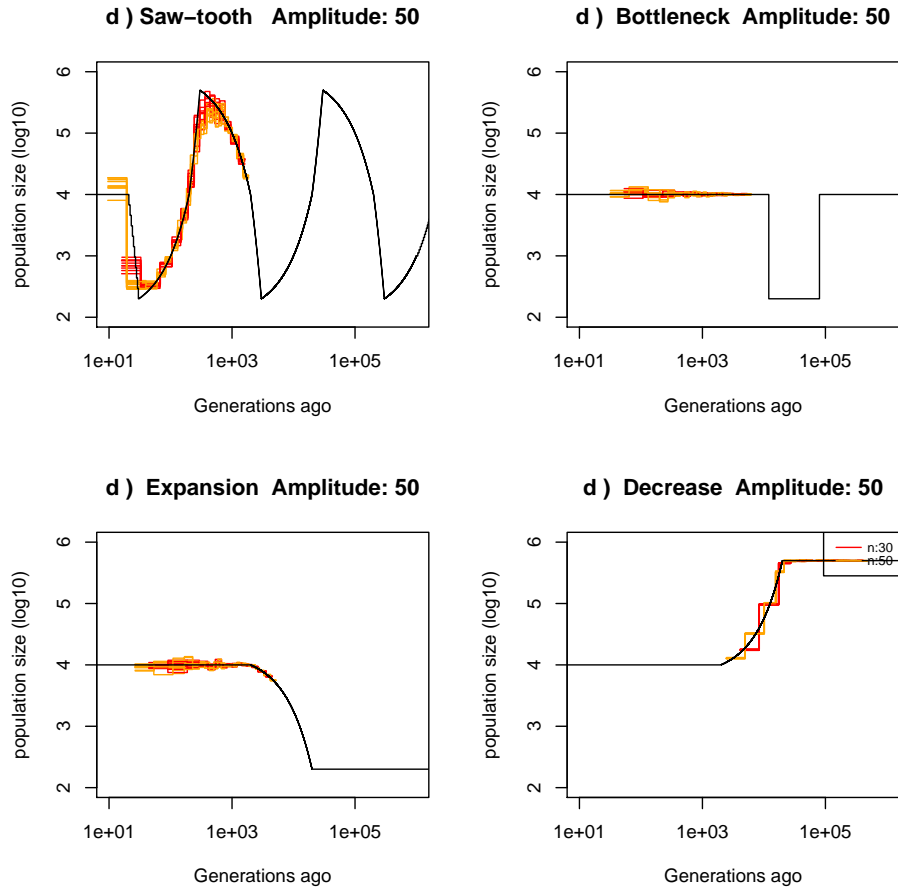 d ) Saw−tooth Amplitude: 50
population size (log10)
6
5
4
3
2
1e+01 1e+03 1e+05
Generations ago
d ) Bottleneck Amplitude: 50
population size (log10)
6
5
4
3
2
1e+01 1e+03 1e+05
Generations ago
d ) Expansion Amplitude: 50
population size (log10)
6
5
4
3
2
1e+01 1e+03 1e+05
Generations ago
d ) Decrease Amplitude: 50
population size (log10)
6
5
4
3
2
n:30
n:50
1e+01 1e+03 1e+05
Generations ago